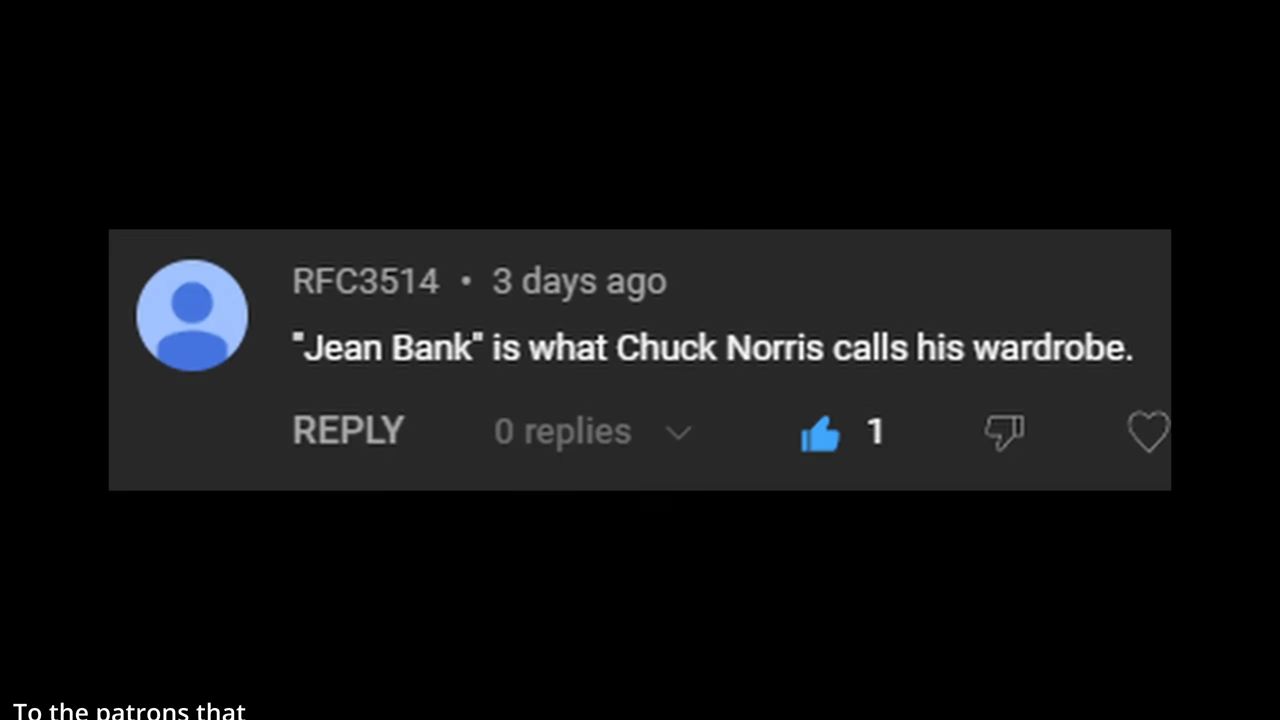 RFC3514 • 3 days ago
"Jean Bank" is what Chuck Norris calls his wardrobe.
REPLY 0 replies 1
To the patrons that